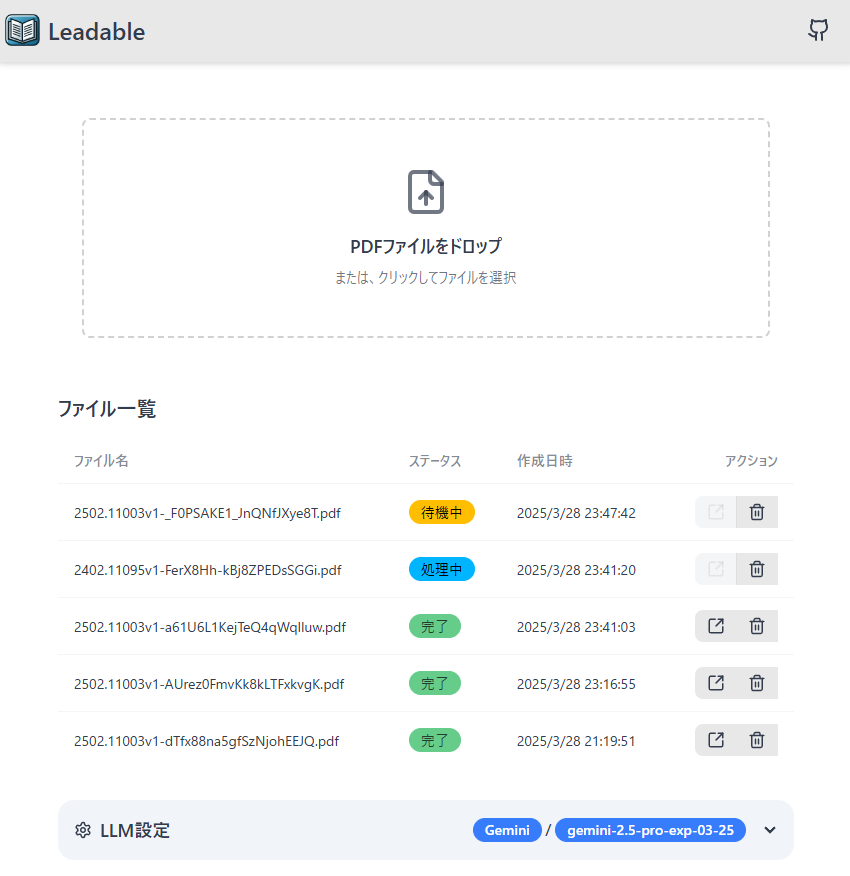 Leadable
PDFファイルをドロップ
または、クリックしてファイルを選択
ファイル一覧
ファイル名 ステータス 作成日時 アクション
2502.11003v1-_F0PSAKE1_JnQNfJXye8T.pdf 待機中 2025/3/28 23:47:42
2402.11095v1-FerX8Hh-kBj8ZPEDsSGGi.pdf 処理中 2025/3/28 23:41:20
2502.11003v1-a61U6L1KejTeQ4qWqlluw.pdf 完了 2025/3/28 23:41:03
2502.11003v1-AUrez0FmvKk8kLTFxkvgK.pdf 完了 2025/3/28 23:16:55
2502.11003v1-dTfx88na5gfSzNjohEEJQ.pdf 完了 2025/3/28 21:19:51
LLM設定 Gemini / gemini-2.5-pro-exp-03-25